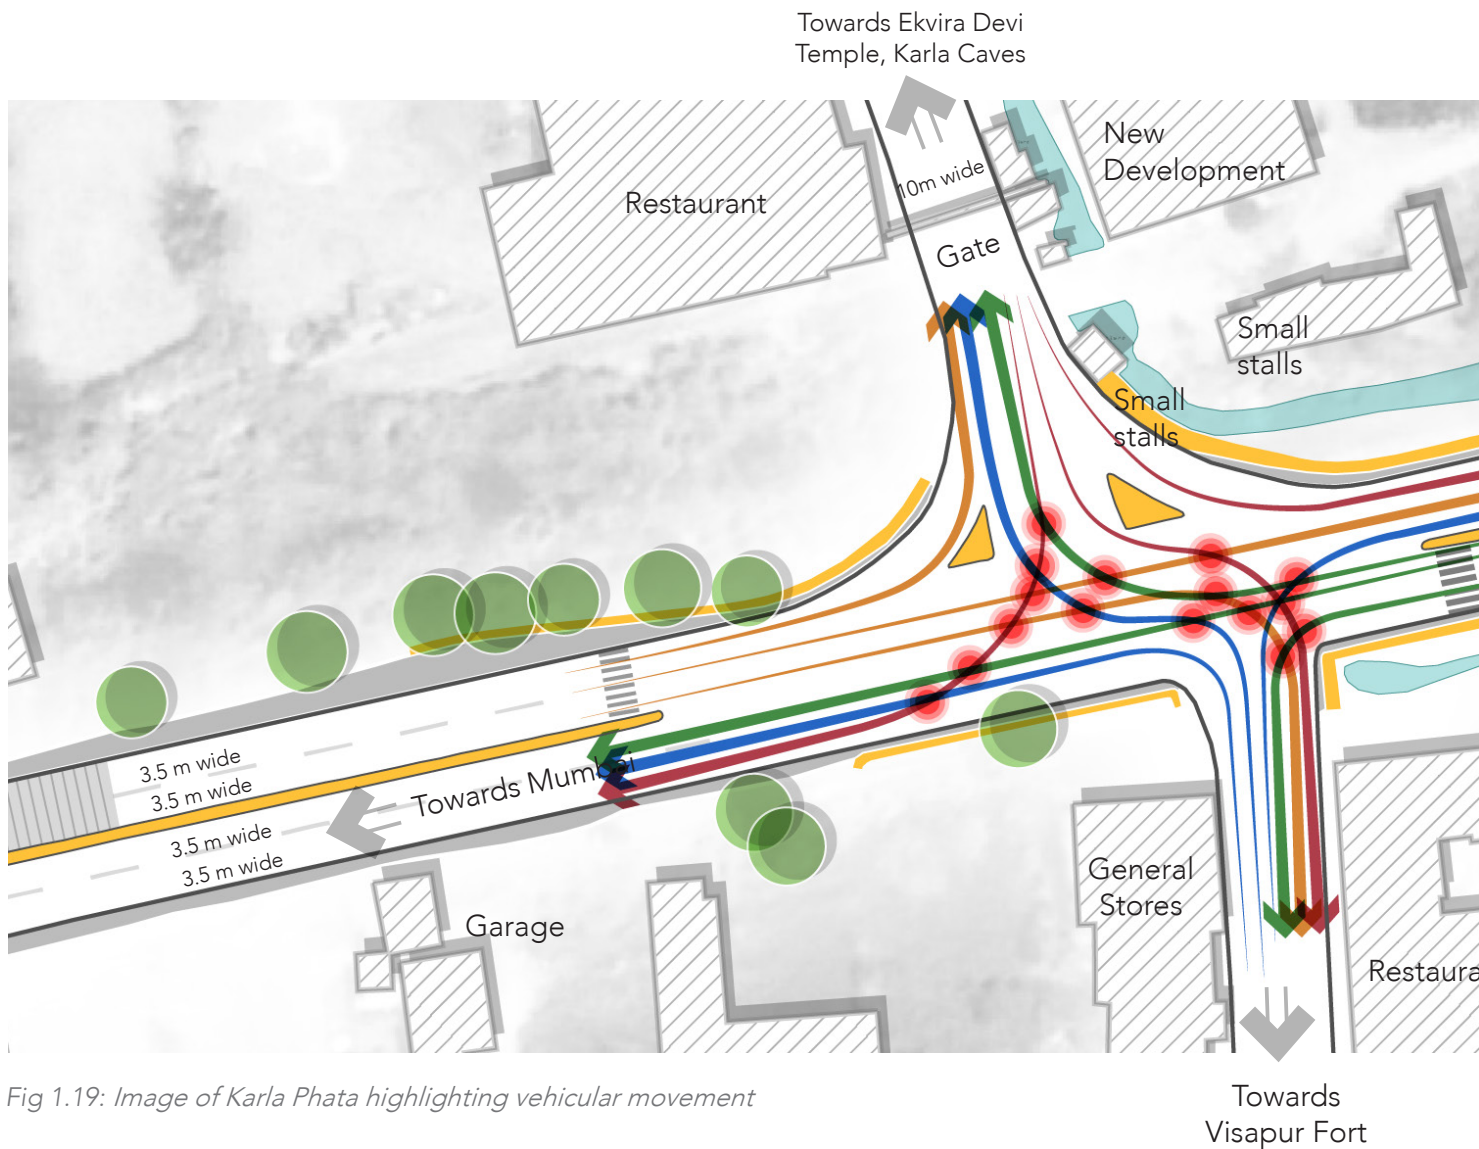 Towards Ekvira Devi
Temple, Karla Caves
New
Development
10m wide
Restaurant
Gate
Small
stalls
Small
stalls
3.5 m wide
3.5 m wide
Towards Mumbai
3.5 m wide
3.5 m wide
General
Stores
Garage
Restaura
Fig 1.19: Image of Karla Phata highlighting vehicular movement
Towards
Visapur Fort